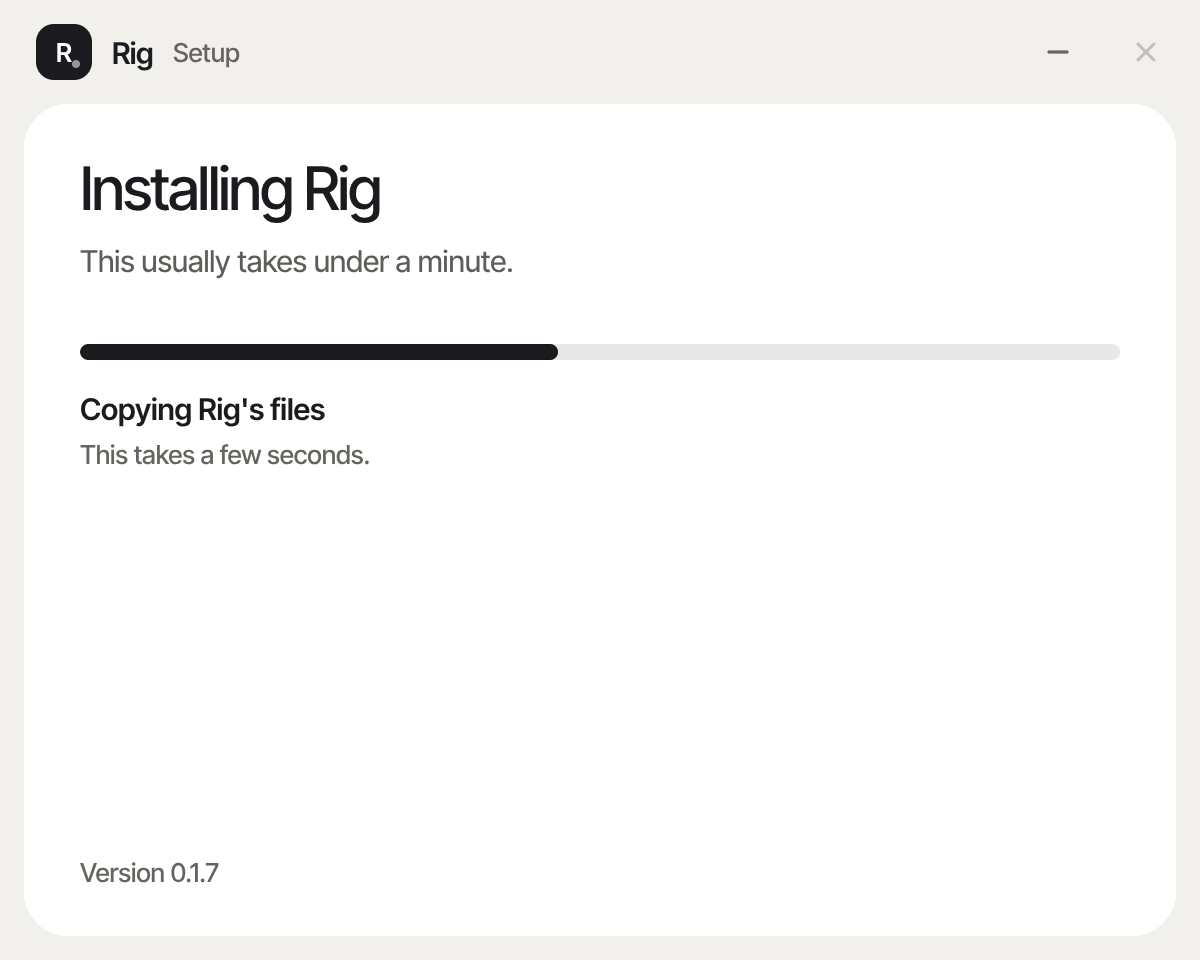 R
Rig Setup
Installing Rig
This usually takes under a minute.
Copying Rig's files
This takes a few seconds.
Version 0.1.7